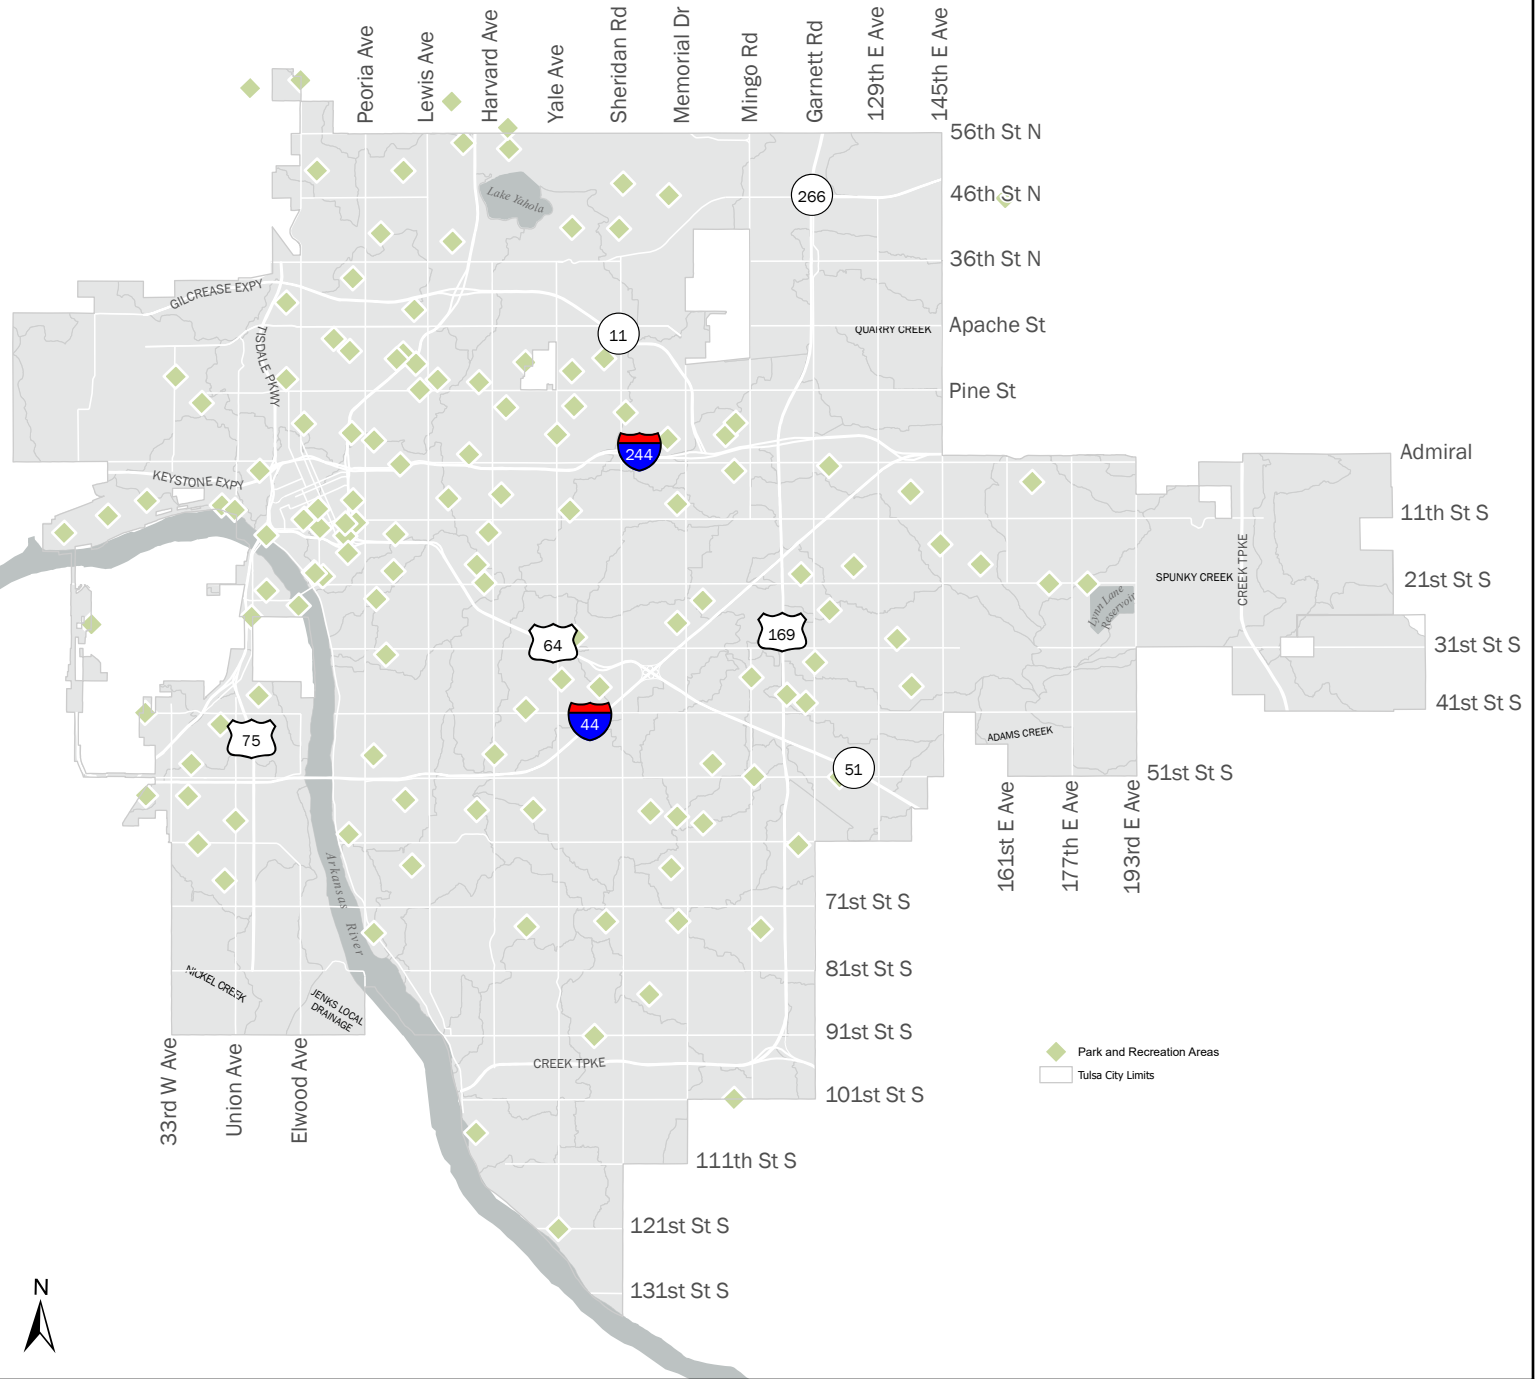 Peoria Ave
Lewis Ave
Harvard Ave
Yale Ave
Sheridan Rd
Memorial Dr
Mingo Rd
Garnett Rd
129th E Ave
145th E Ave
56th St N
46th St N
266
Lake Yahola
36th St N
GILCREASE EXPY
TISDALE PKWY
11
QUARRY CREEK
Apache St
Pine St
244
Admiral
KEYSTONE EXPY
11th St S
CREEK TPKE
SPUNKY CREEK
21st St S
Lynn Lane
Reservoir
64
169
31st St S
41st St S
44
75
ADAMS CREEK
51
51st St S
161st E Ave
177th E Ave
193rd E Ave
Arkansas River
71st St S
81st St S
NICKEL CREEK
JENKS LOCAL
DRAINAGE
91st St S
CREEK TPKE
33rd W Ave
Union Ave
Elwood Ave
Park and Recreation Areas
Tulsa City Limits
101st St S
111th St S
121st St S
131st St S
N